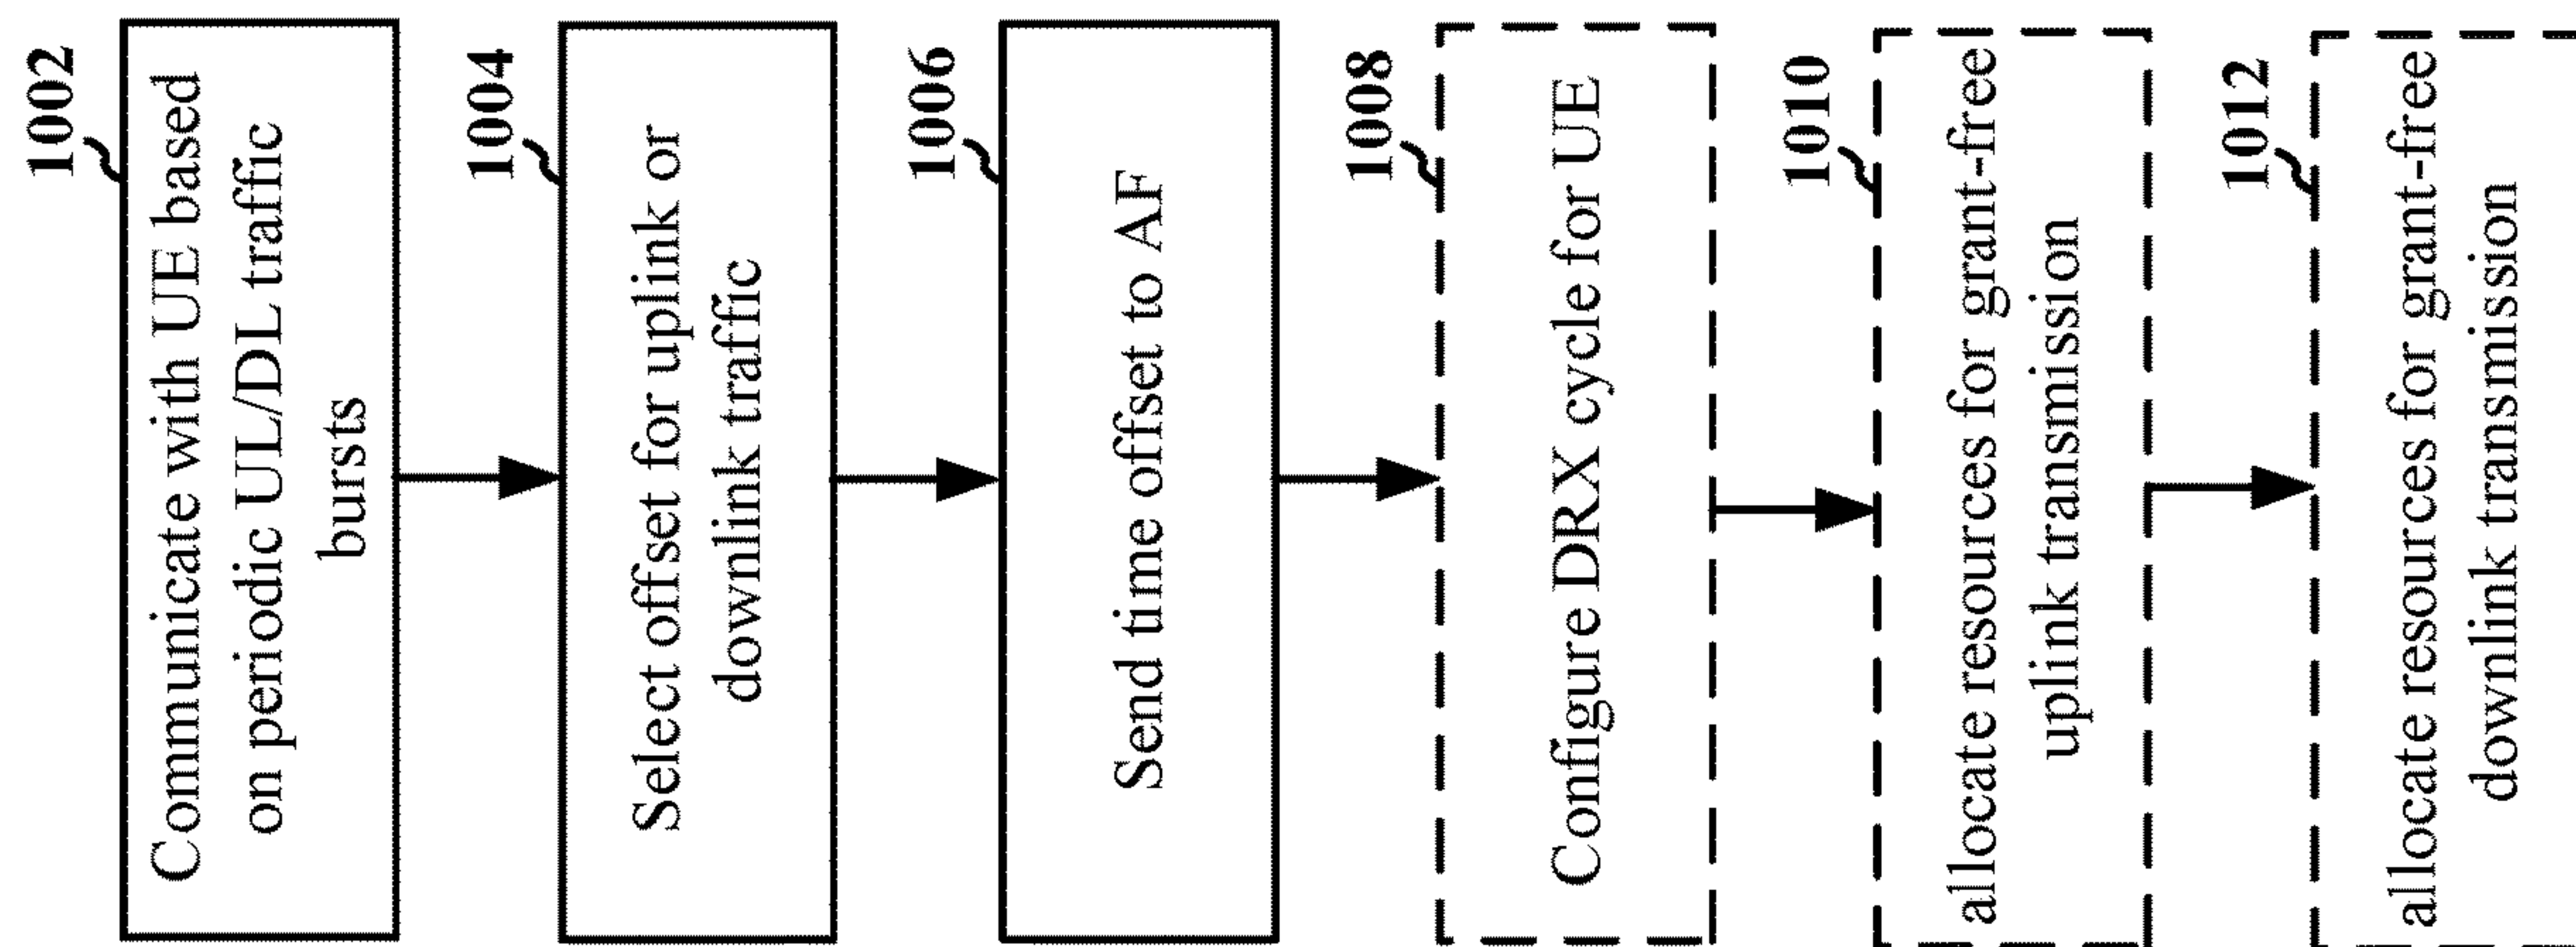 1002
Communicate with UE based
on periodic UL/DL traffic
bursts
1004
Select offset for uplink or
downlink traffic
1006
Send time offset to AF
1008
Configure DRX cycle for UE
1010
allocate resources for grant-free
uplink transmission
1012
allocate resources for grant-free
downlink transmission